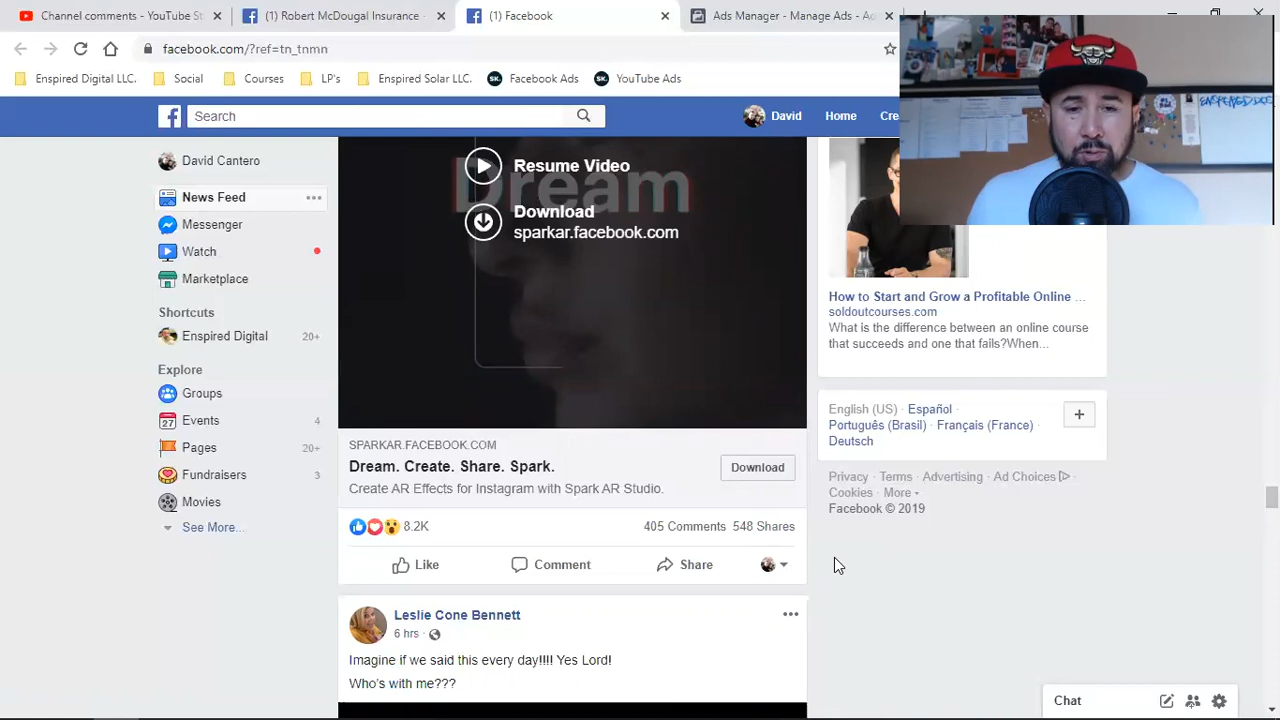 Channel comments - YouTube St
(1) Robert McDougal Insurance
(1) Facebook
Ads Manager - Manage Ads - A
facebook.com/?ref=tn_tnmn
Enspired Digital LLC.
Social
Courses
LP's
Enspired Solar LLC.
SK. Facebook Ads
SK. YouTube Ads
Search
David
Home
Cre
David Cantero
News Feed
Messenger
Watch
Marketplace
Shortcuts
Enspired Digital 20+
Explore
Groups
Events 4
Pages 20+
Fundraisers 3
Movies
See More...
Dream
Resume Video
Download
sparkar.facebook.com
SPARKAR.FACEBOOK.COM
Dream. Create. Share. Spark.
Create AR Effects for Instagram with Spark AR Studio.
Download
8.2K
405 Comments 548 Shares
Like
Comment
Share
Leslie Cone Bennett
6 hrs ·
Imagine if we said this every day!!!! Yes Lord!
Who's with me???
How to Start and Grow a Profitable Online ...
soldoutcourses.com
What is the difference between an online course
that succeeds and one that fails?When...
English (US) · Español ·
Português (Brasil) · Français (France) ·
Deutsch
Privacy · Terms · Advertising · Ad Choices ·
Cookies · More
Facebook © 2019
Chat